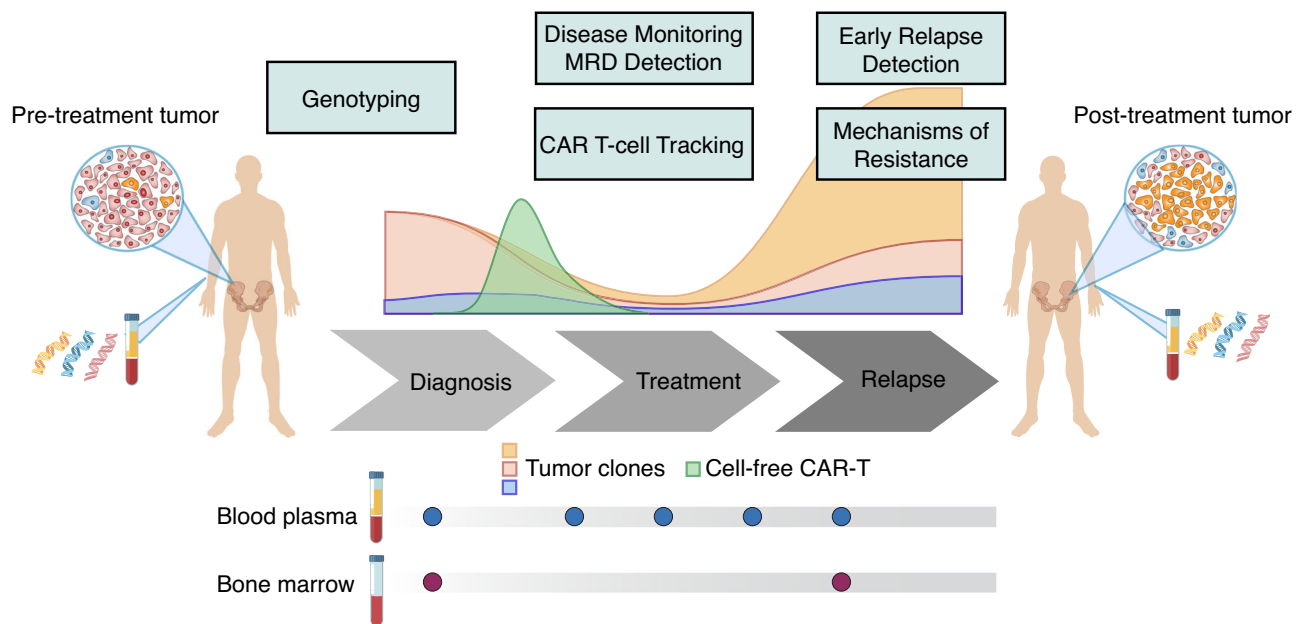 Disease Monitoring
MRD Detection
Early Relapse
Detection
Genotyping
Pre-treatment tumor
CAR T-cell Tracking
Mechanisms of
Resistance
Post-treatment tumor
Diagnosis
Treatment
Relapse
Tumor clones
Cell-free CAR-T
Blood plasma
Bone marrow